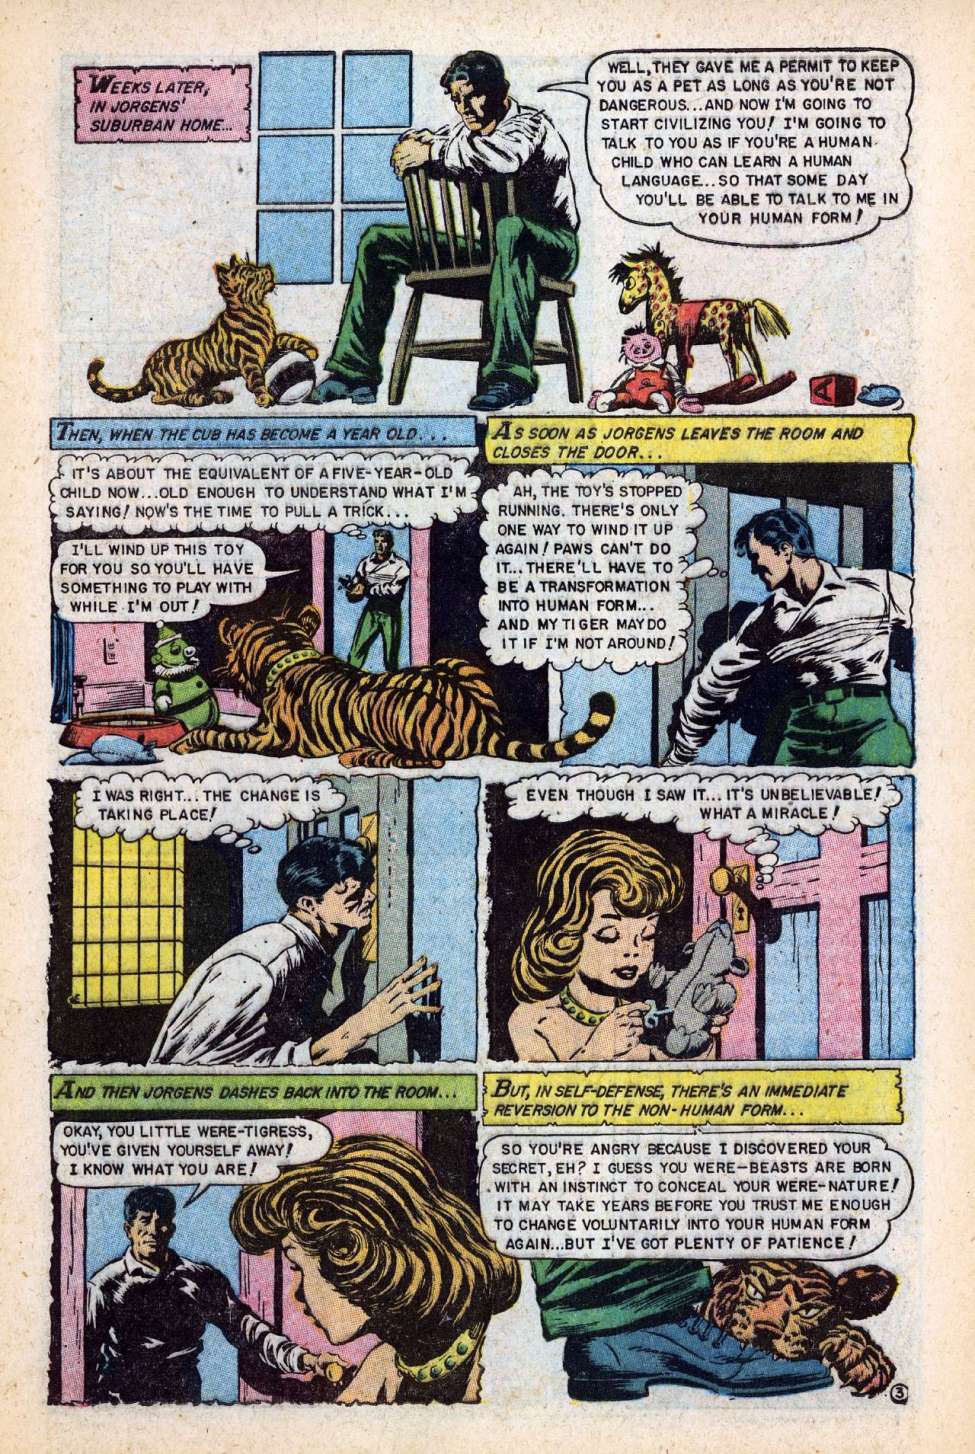 WEEKS LATER,
IN JORGENS'
SUBURBAN HOME...
WELL, THEY GAVE ME A PERMIT TO KEEP
YOU AS A PET AS LONG AS YOU'RE NOT
DANGEROUS...AND NOW I'M GOING TO
START CIVILIZING YOU! I'M GOING TO
TALK TO YOU AS IF YOU'RE A HUMAN
CHILD WHO CAN LEARN A HUMAN
LANGUAGE...SO THAT SOME DAY
YOU'LL BE ABLE TO TALK TO ME IN
YOUR HUMAN FORM!
A
THEN, WHEN THE CUB HAS BECOME A YEAR OLD...
IT'S ABOUT THE EQUIVALENT OF A FIVE-YEAR-OLD
CHILD NOW...OLD ENOUGH TO UNDERSTAND WHAT I'M
SAYING! NOW'S THE TIME TO PULL A TRICK...
I'LL WIND UP THIS TOY
FOR YOU SO YOU'LL HAVE
SOMETHING TO PLAY WITH
WHILE I'M OUT!
AS SOON AS JORGENS LEAVES THE ROOM AND
CLOSES THE DOOR...
AH, THE TOY'S STOPPED
RUNNING. THERE'S ONLY
ONE WAY TO WIND IT UP
AGAIN! PAWS CAN'T DO
IT...THERE'LL HAVE TO
BE A TRANSFORMATION
INTO HUMAN FORM...
AND MY TIGER MAY DO
IT IF I'M NOT AROUND!
I WAS RIGHT... THE CHANGE IS
TAKING PLACE!
EVEN THOUGH I SAW IT...IT'S UNBELIEVABLE!
WHAT A MIRACLE!
AND THEN JORGENS DASHES BACK INTO THE ROOM...
OKAY, YOU LITTLE WERE-TIGRESS,
YOU'VE GIVEN YOURSELF AWAY!
I KNOW WHAT YOU ARE!
BUT, IN SELF-DEFENSE, THERE'S AN IMMEDIATE
REVERSION TO THE NON-HUMAN FORM...
SO YOU'RE ANGRY BECAUSE I DISCOVERED YOUR
SECRET, EH? I GUESS YOU WERE-BEASTS ARE BORN
WITH AN INSTINCT TO CONCEAL YOUR WERE-NATURE!
IT MAY TAKE YEARS BEFORE YOU TRUST ME ENOUGH
TO CHANGE VOLUNTARILY INTO YOUR HUMAN FORM
AGAIN...BUT I'VE GOT PLENTY OF PATIENCE!
3